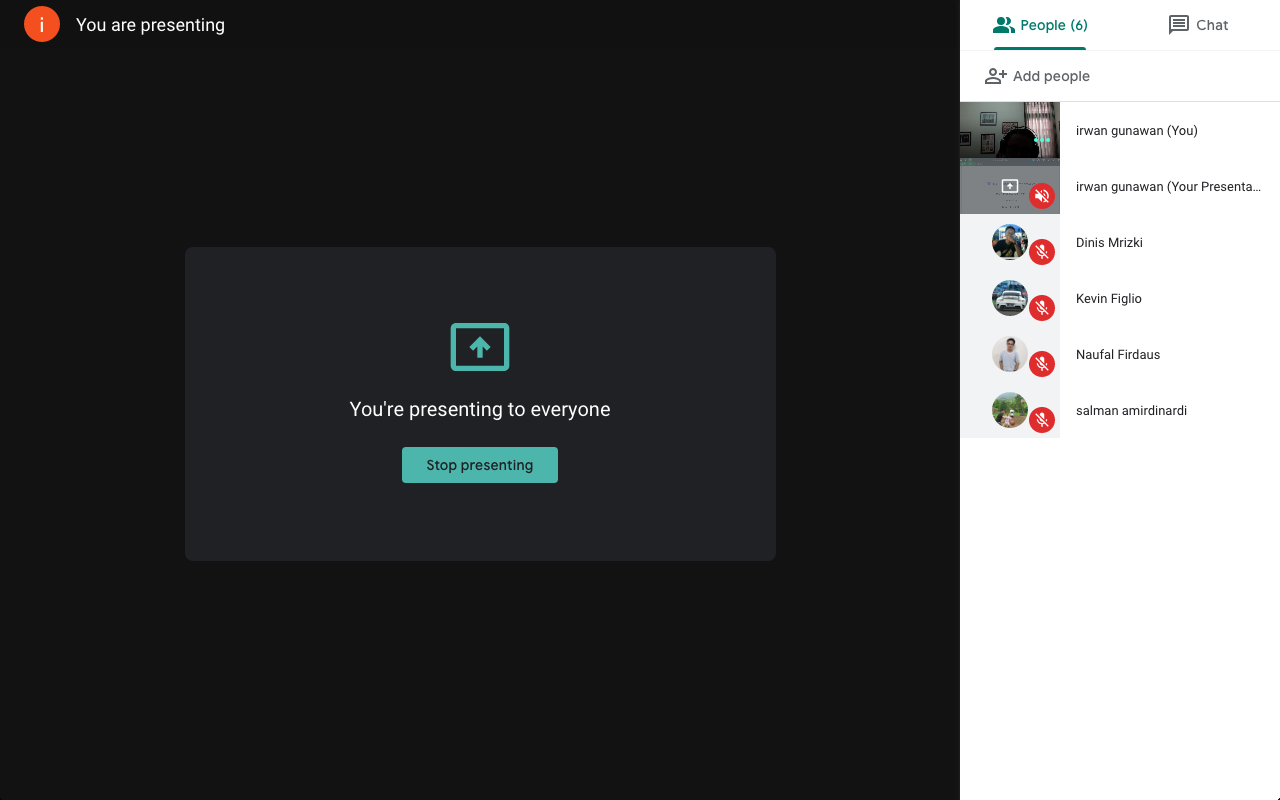 i
You are presenting
You're presenting to everyone
Stop presenting
People (6)
Chat
Add people
irwan gunawan (You)
irwan gunawan (Your Presenta...
Dinis Mrizki
Kevin Figlio
Naufal Firdaus
salman amirdinardi